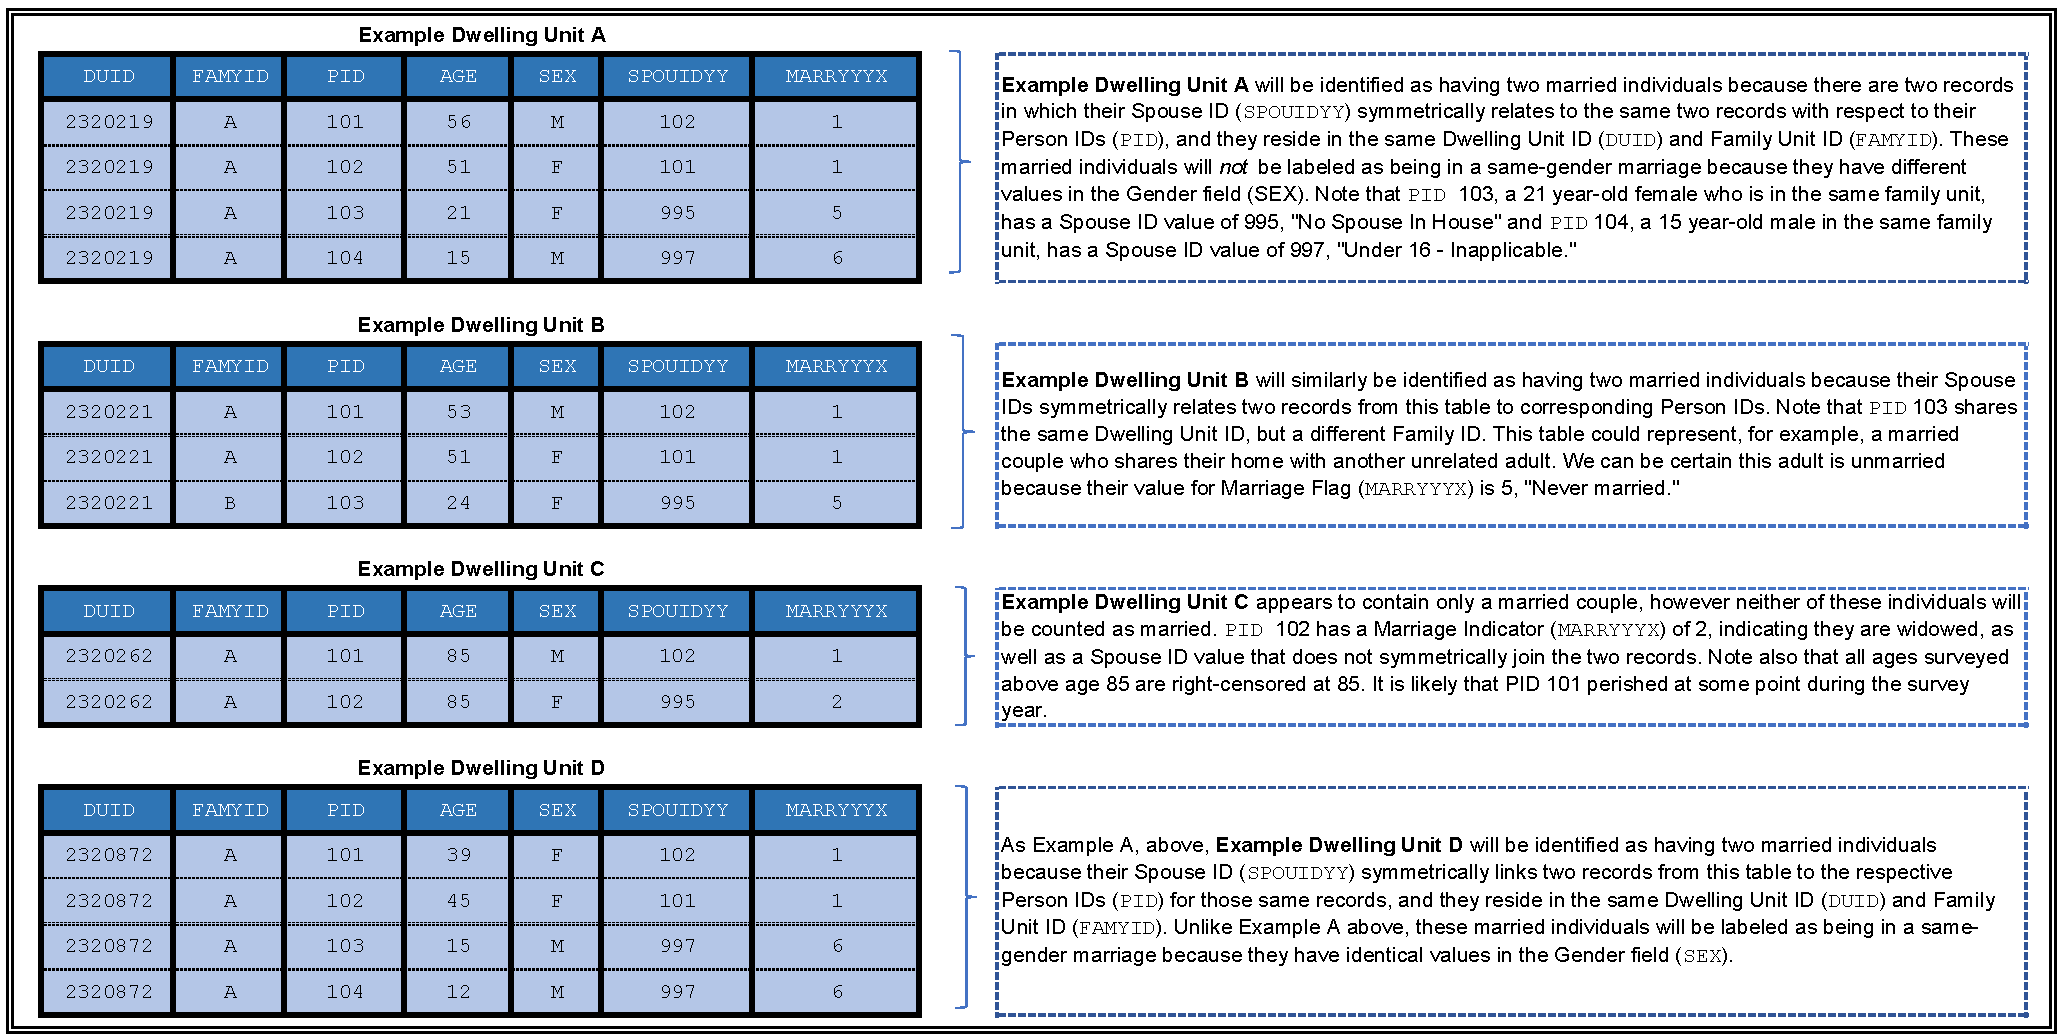 Example Dwelling Unit A
DUID FAMYID PID AGE SEX SPOUIDYY MARRYYYX
2320219 A 101 56 M 102 1
2320219 A 102 51 F 101 1
2320219 A 103 21 F 995 5
2320219 A 104 15 M 997 6
Example Dwelling Unit A will be identified as having two married individuals because there are two records
in which their Spouse ID (SPOUIDYY) symmetrically relates to the same two records with respect to their
Person IDs (PID), and they reside in the same Dwelling Unit ID (DUID) and Family Unit ID (FAMYID). These
married individuals will not be labeled as being in a same-gender marriage because they have different
values in the Gender field (SEX). Note that PID 103, a 21 year-old female who is in the same family unit,
has a Spouse ID value of 995, "No Spouse In House" and PID 104, a 15 year-old male in the same family
unit, has a Spouse ID value of 997, "Under 16 - Inapplicable."
Example Dwelling Unit B
DUID FAMYID PID AGE SEX SPOUIDYY MARRYYYX
2320221 A 101 53 M 102 1
2320221 A 102 51 F 101 1
2320221 B 103 24 F 995 5
Example Dwelling Unit B will similarly be identified as having two married individuals because their Spouse
IDs symmetrically relates two records from this table to corresponding Person IDs. Note that PID 103 shares
the same Dwelling Unit ID, but a different Family ID. This table could represent, for example, a married
couple who shares their home with another unrelated adult. We can be certain this adult is unmarried
because their value for Marriage Flag (MARRYYYX) is 5, "Never married."
Example Dwelling Unit C
DUID FAMYID PID AGE SEX SPOUIDYY MARRYYYX
2320262 A 101 85 M 102 1
2320262 A 102 85 F 995 2
Example Dwelling Unit C appears to contain only a married couple, however neither of these individuals will
be counted as married. PID 102 has a Marriage Indicator (MARRYYYX) of 2, indicating they are widowed, as
well as a Spouse ID value that does not symmetrically join the two records. Note also that all ages surveyed
above age 85 are right-censored at 85. It is likely that PID 101 perished at some point during the survey
year.
Example Dwelling Unit D
DUID FAMYID PID AGE SEX SPOUIDYY MARRYYYX
2320872 A 101 39 F 102 1
2320872 A 102 45 F 101 1
2320872 A 103 15 M 997 6
2320872 A 104 12 M 997 6
As Example A, above, Example Dwelling Unit D will be identified as having two married individuals
because their Spouse ID (SPOUIDYY) symmetrically links two records from this table to the respective
Person IDs (PID) for those same records, and they reside in the same Dwelling Unit ID (DUID) and Family
Unit ID (FAMYID). Unlike Example A above, these married individuals will be labeled as being in a same-
gender marriage because they have identical values in the Gender field (SEX).